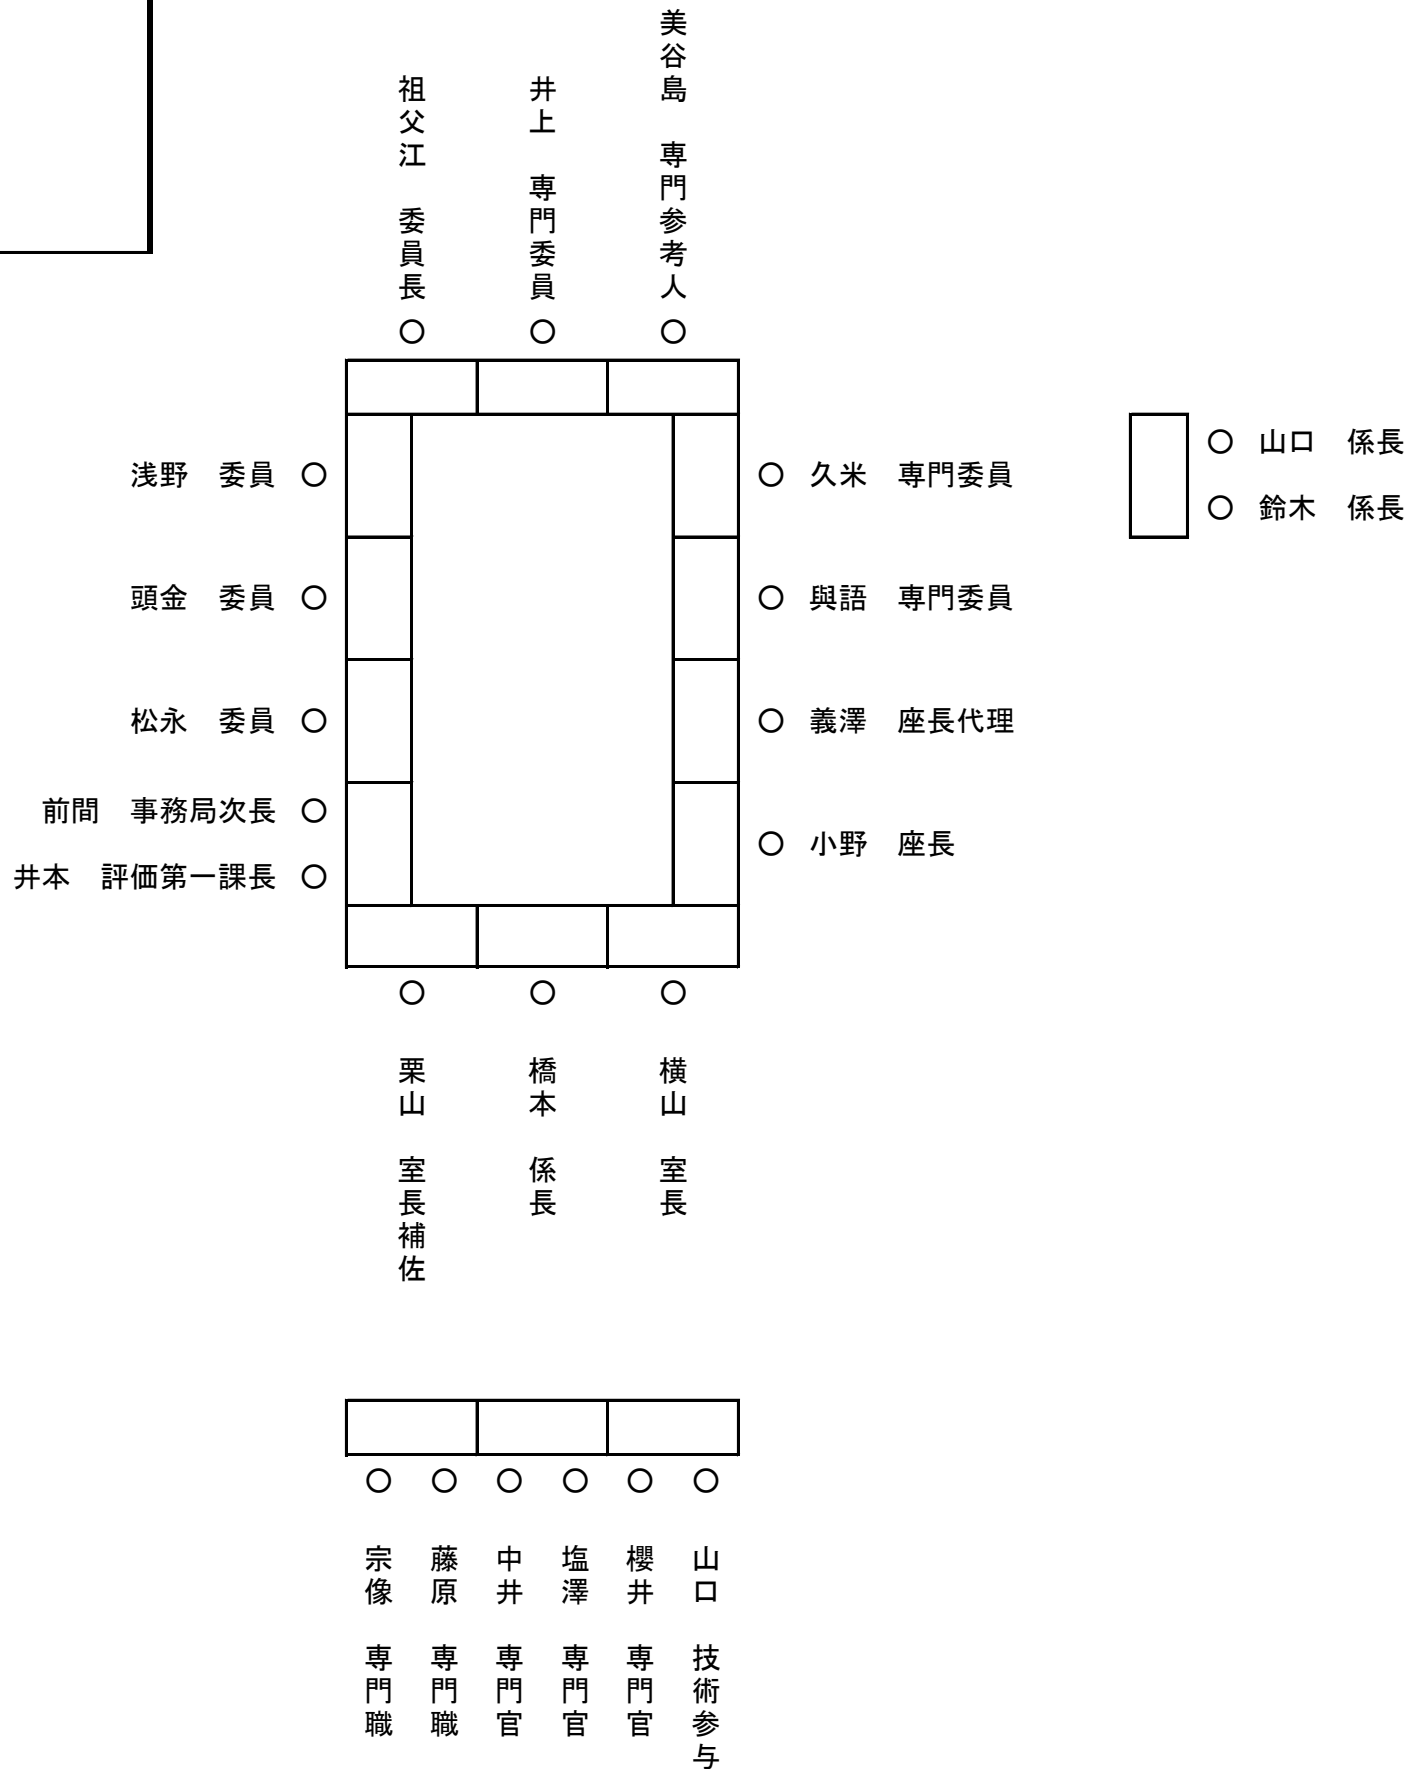 祖父江　委員長
井上　専門委員
美谷島　専門参考人
○ ○ ○
浅野　委員 ○
○ 久米　専門委員
○ 山口　係長
○ 鈴木　係長
頭金　委員 ○
○ 與語　専門委員
松永　委員 ○
○ 義澤　座長代理
前間　事務局次長 ○
○ 小野　座長
井本　評価第一課長 ○
○ ○ ○
栗山　室長補佐
橋本　係長
横山　室長
○ ○ ○ ○ ○ ○
宗像　専門職
藤原　専門職
中井　専門官
塩澤　専門官
櫻井　専門官
山口　技術参与